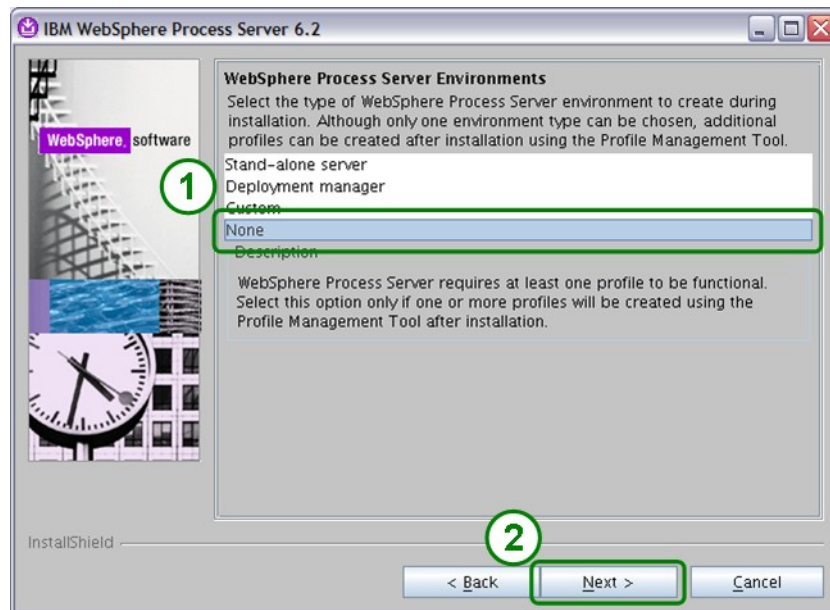 IBM WebSphere Process Server 6.2
WebSphere software
WebSphere Process Server Environments
Select the type of WebSphere Process Server environment to create during
installation. Although only one environment type can be chosen, additional
profiles can be created after installation using the Profile Management Tool.
Stand-alone server
1
Deployment manager
Custom
None
Description
WebSphere Process Server requires at least one profile to be functional.
Select this option only if one or more profiles will be created using the
Profile Management Tool after installation.
InstallShield
2
< Back
Next >
Cancel